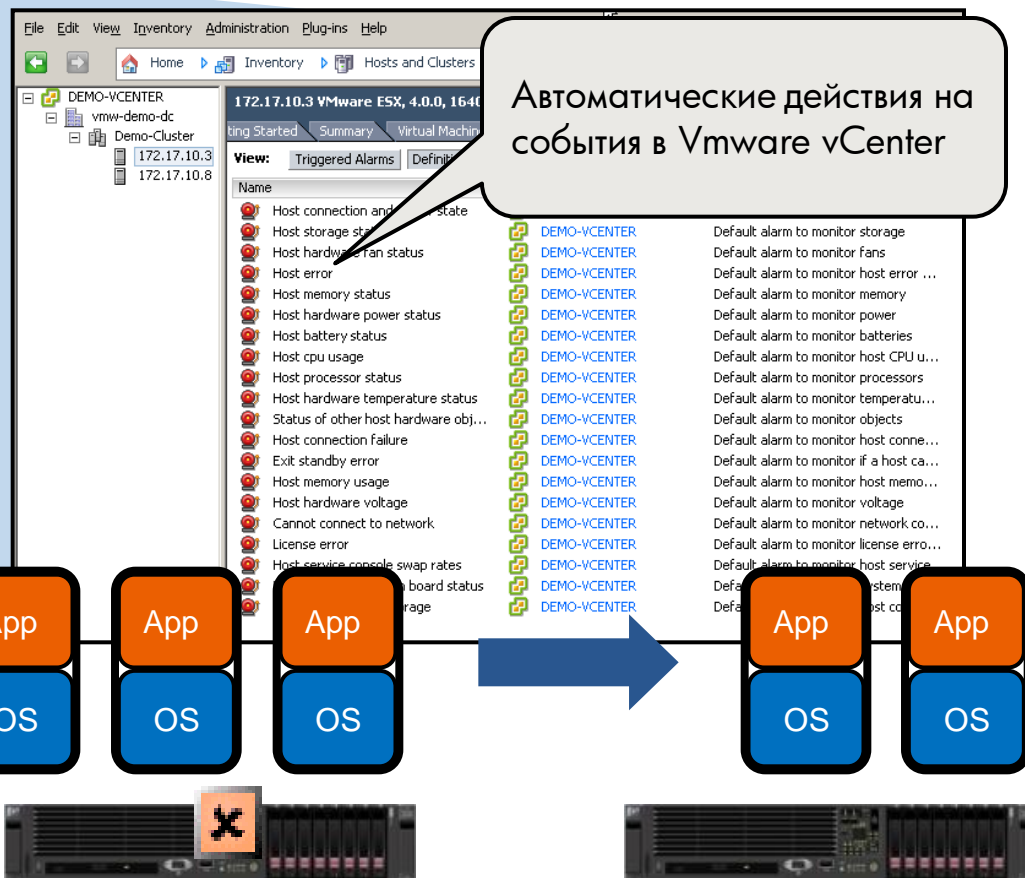 File Edit View Inventory Administration Plug-ins Help
Home Inventory Hosts and Clusters
Автоматические действия на
события в Vmware vCenter
DEMO-VCENTER
vmw-demo-dc
Demo-Cluster
172.17.10.3
172.17.10.8
172.17.10.3 VMware ESX, 4.0.0, 1640
ting Started Summary Virtual Machin
View: Triggered Alarms Definiti
Name
Host connection and state
Host storage sta DEMO-VCENTER Default alarm to monitor storage
Host hardware fan status DEMO-VCENTER Default alarm to monitor fans
Host error DEMO-VCENTER Default alarm to monitor host error ...
Host memory status DEMO-VCENTER Default alarm to monitor memory
Host hardware power status DEMO-VCENTER Default alarm to monitor power
Host battery status DEMO-VCENTER Default alarm to monitor batteries
Host cpu usage DEMO-VCENTER Default alarm to monitor host CPU u...
Host processor status DEMO-VCENTER Default alarm to monitor processors
Host hardware temperature status DEMO-VCENTER Default alarm to monitor temperatu...
Status of other host hardware obj... DEMO-VCENTER Default alarm to monitor objects
Host connection failure DEMO-VCENTER Default alarm to monitor host conne...
Exit standby error DEMO-VCENTER Default alarm to monitor if a host ca...
Host memory usage DEMO-VCENTER Default alarm to monitor host memo...
Host hardware voltage DEMO-VCENTER Default alarm to monitor voltage
Cannot connect to network DEMO-VCENTER Default alarm to monitor network co...
License error DEMO-VCENTER Default alarm to monitor license erro...
Host service console swap rates DEMO-VCENTER Default alarm to monitor host service
board status DEMO-VCENTER Defa ystem
rage DEMO-VCENTER Defa ost co
App App App App App
OS OS OS OS OS